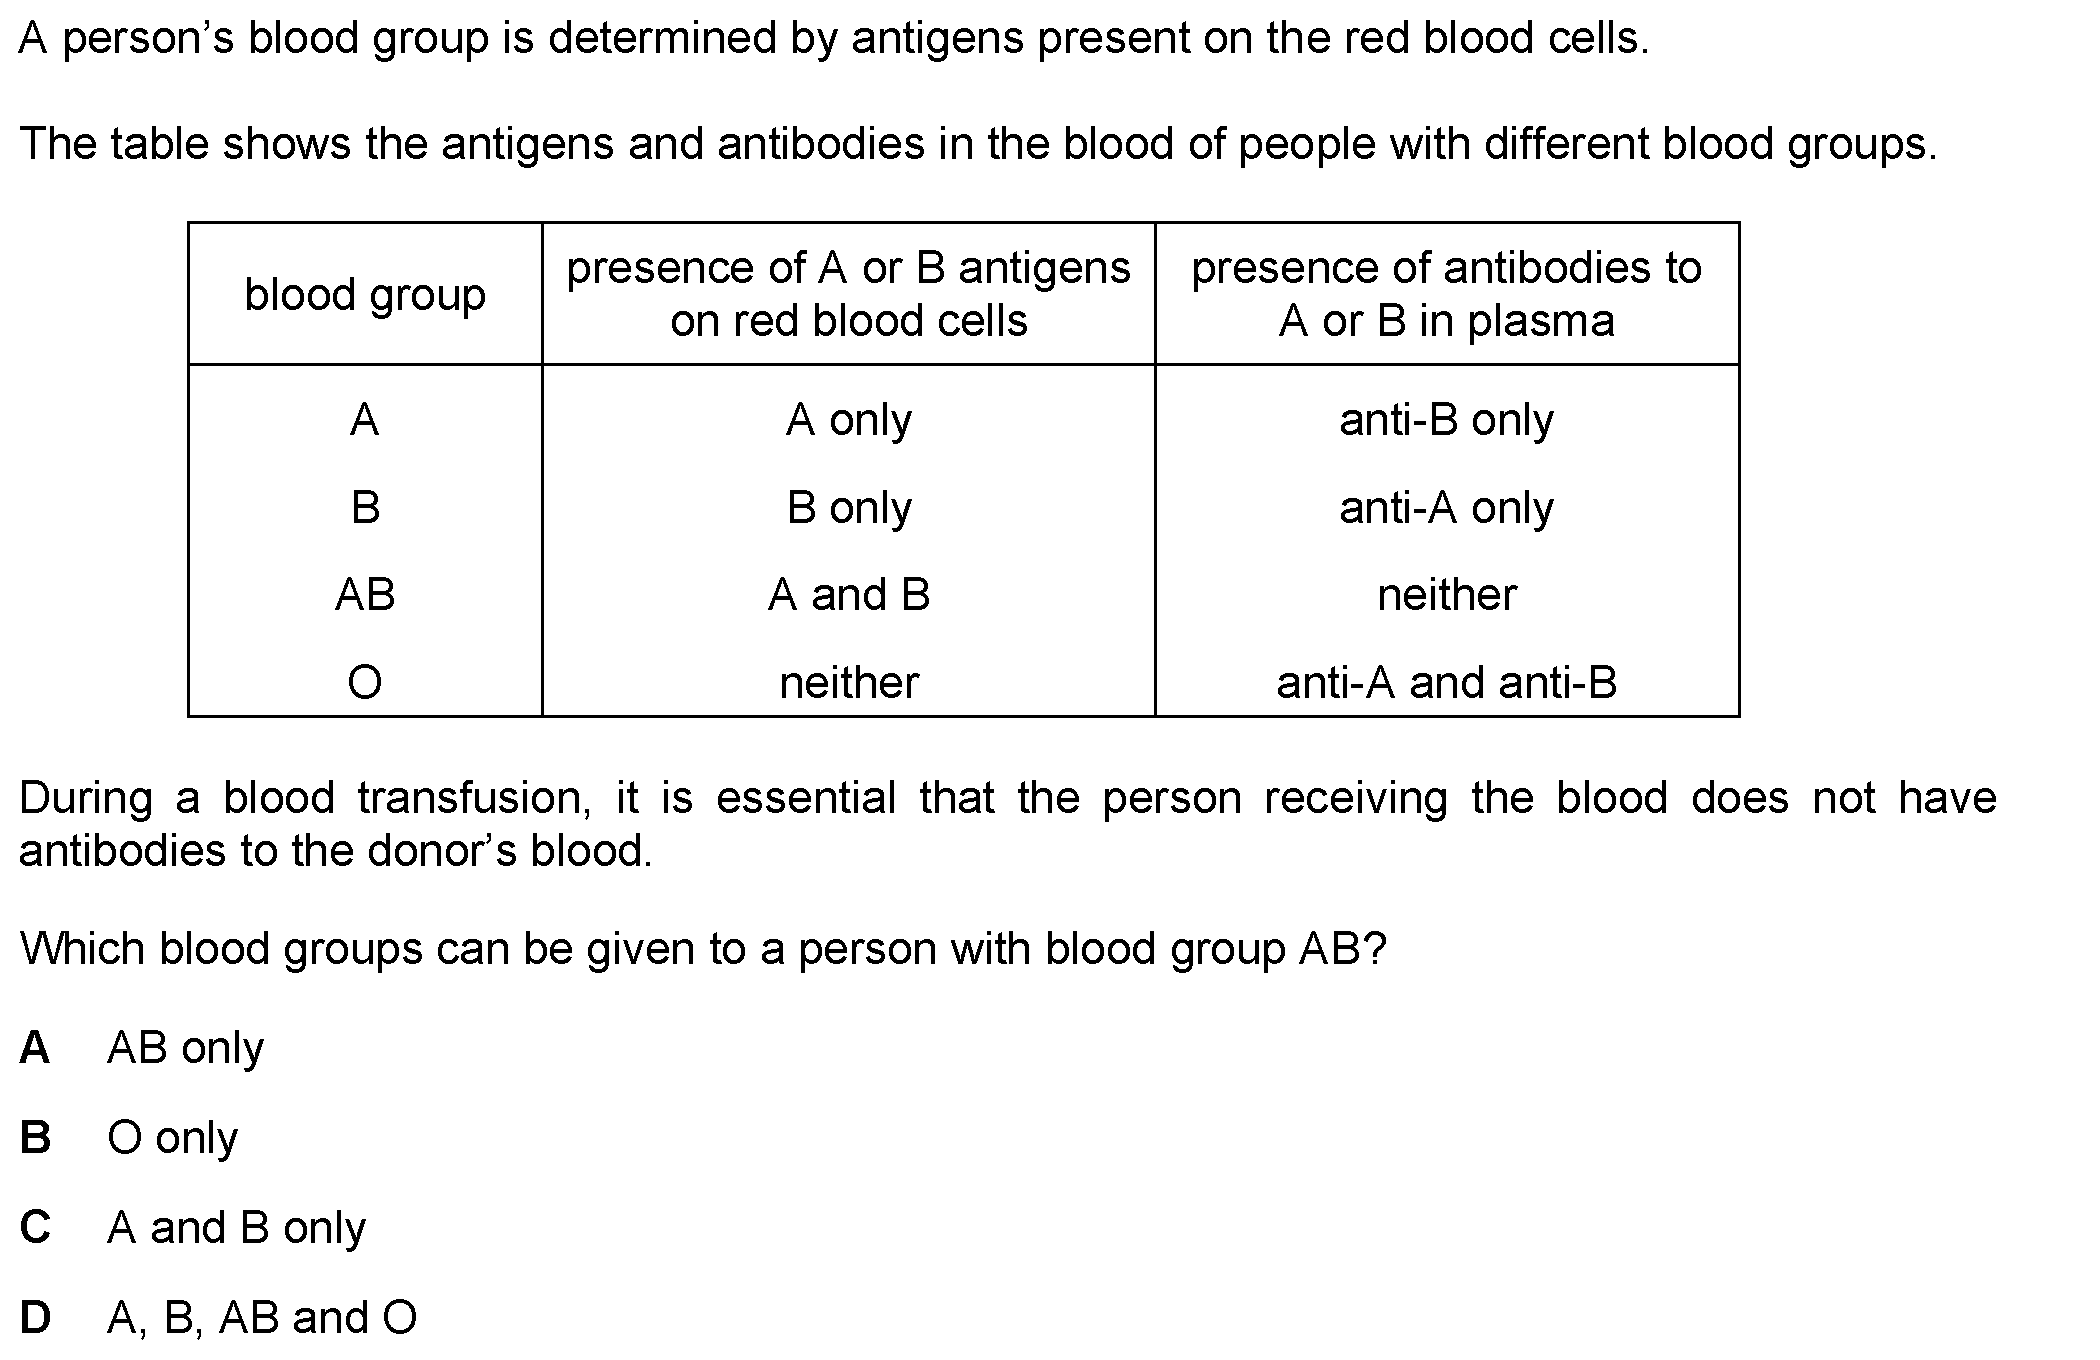 A person’s blood group is determined by antigens present on the red blood cells.
The table shows the antigens and antibodies in the blood of people with different blood groups.
blood group
presence of A or B antigens
on red blood cells
presence of antibodies to
A or B in plasma
A
A only
anti-B only
B
B only
anti-A only
AB
A and B
neither
O
neither
anti-A and anti-B
During a blood transfusion, it is essential that the person receiving the blood does not have
antibodies to the donor’s blood.
Which blood groups can be given to a person with blood group AB?
A AB only
B O only
C A and B only
D A, B, AB and O